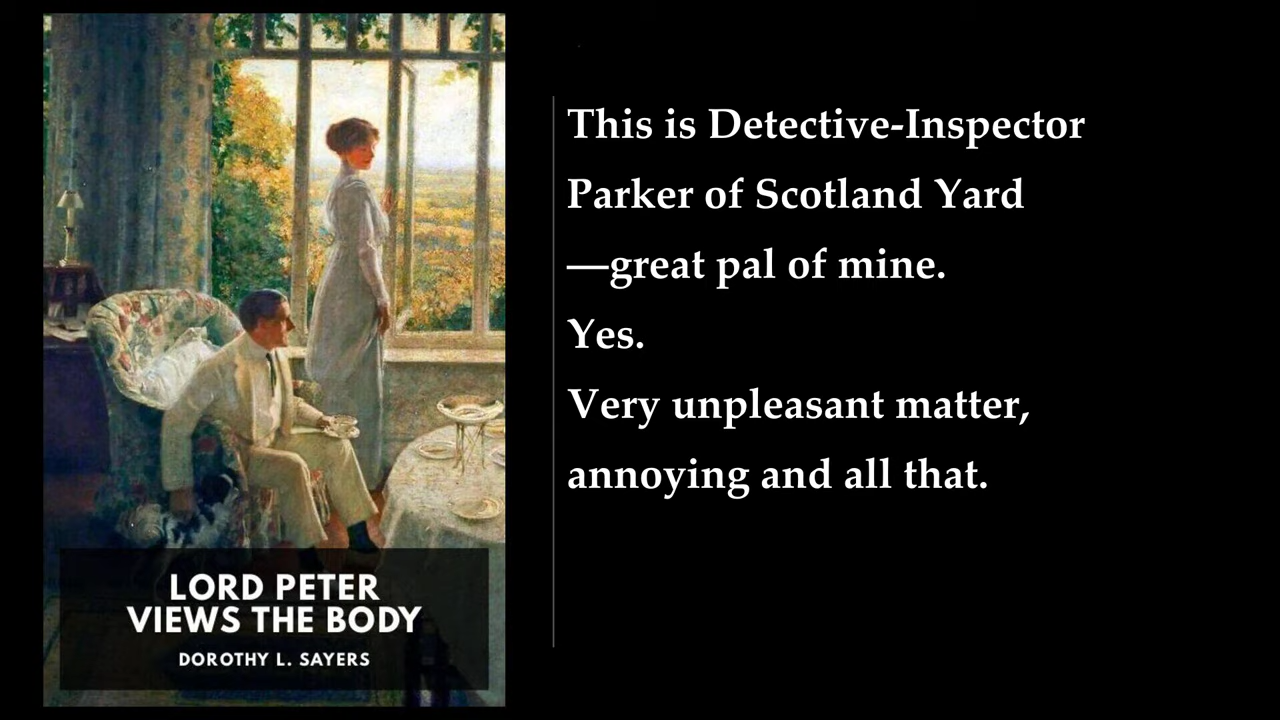 LORD PETER
VIEWS THE BODY
DOROTHY L. SAYERS
This is Detective-Inspector
Parker of Scotland Yard
—great pal of mine.
Yes.
Very unpleasant matter,
annoying and all that.